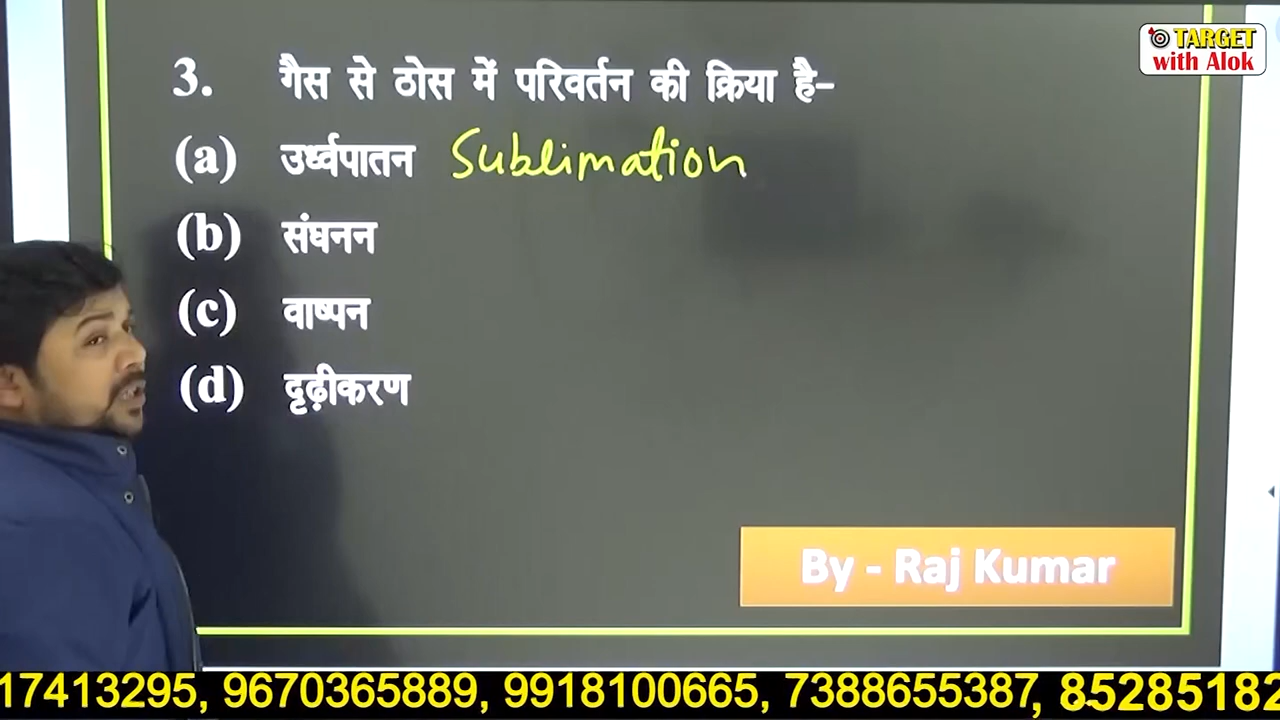 TARGET
with Alok
3. गैस से ठोस में परिवर्तन की क्रिया है-
(a) उर्ध्वपातन Sublimation
(b) संघनन
(c) वाष्पन
(d) दृढ़ीकरण
By - Raj Kumar
17413295, 9670365889, 9918100665, 7388655387, 85285182